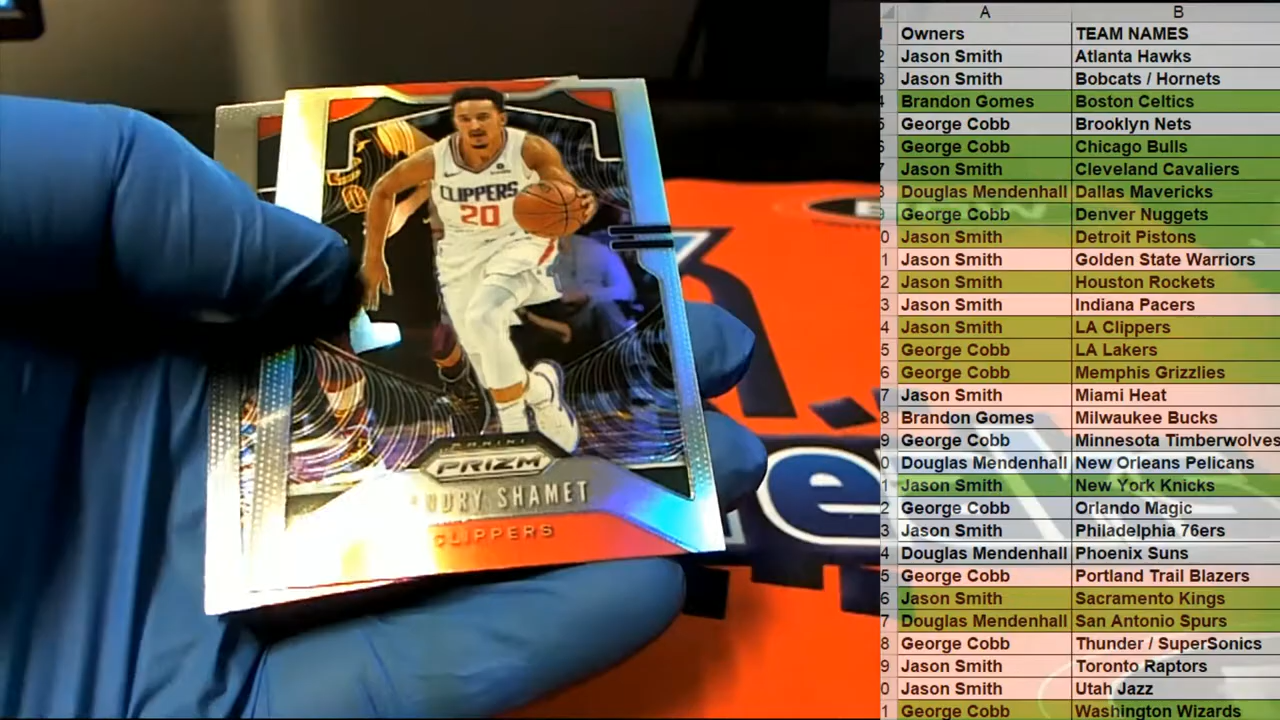 CLIPPERS
20
PANINI
PRIZM
SHAMET
CLIPPERS
e
A B
Owners TEAM NAMES
Jason Smith Atlanta Hawks
Jason Smith Bobcats / Hornets
Brandon Gomes Boston Celtics
George Cobb Brooklyn Nets
George Cobb Chicago Bulls
Jason Smith Cleveland Cavaliers
Douglas Mendenhall Dallas Mavericks
George Cobb Denver Nuggets
Jason Smith Detroit Pistons
Jason Smith Golden State Warriors
Jason Smith Houston Rockets
Jason Smith Indiana Pacers
Jason Smith LA Clippers
George Cobb LA Lakers
George Cobb Memphis Grizzlies
Jason Smith Miami Heat
Brandon Gomes Milwaukee Bucks
George Cobb Minnesota Timberwolves
Douglas Mendenhall New Orleans Pelicans
Jason Smith New York Knicks
George Cobb Orlando Magic
Jason Smith Philadelphia 76ers
Douglas Mendenhall Phoenix Suns
George Cobb Portland Trail Blazers
Jason Smith Sacramento Kings
Douglas Mendenhall San Antonio Spurs
George Cobb Thunder / SuperSonics
Jason Smith Toronto Raptors
Jason Smith Utah Jazz
George Cobb Washington Wizards